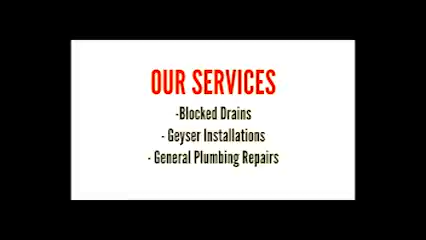 OUR SERVICES
-Blocked Drains
- Geyser Installations
- General Plumbing Repairs